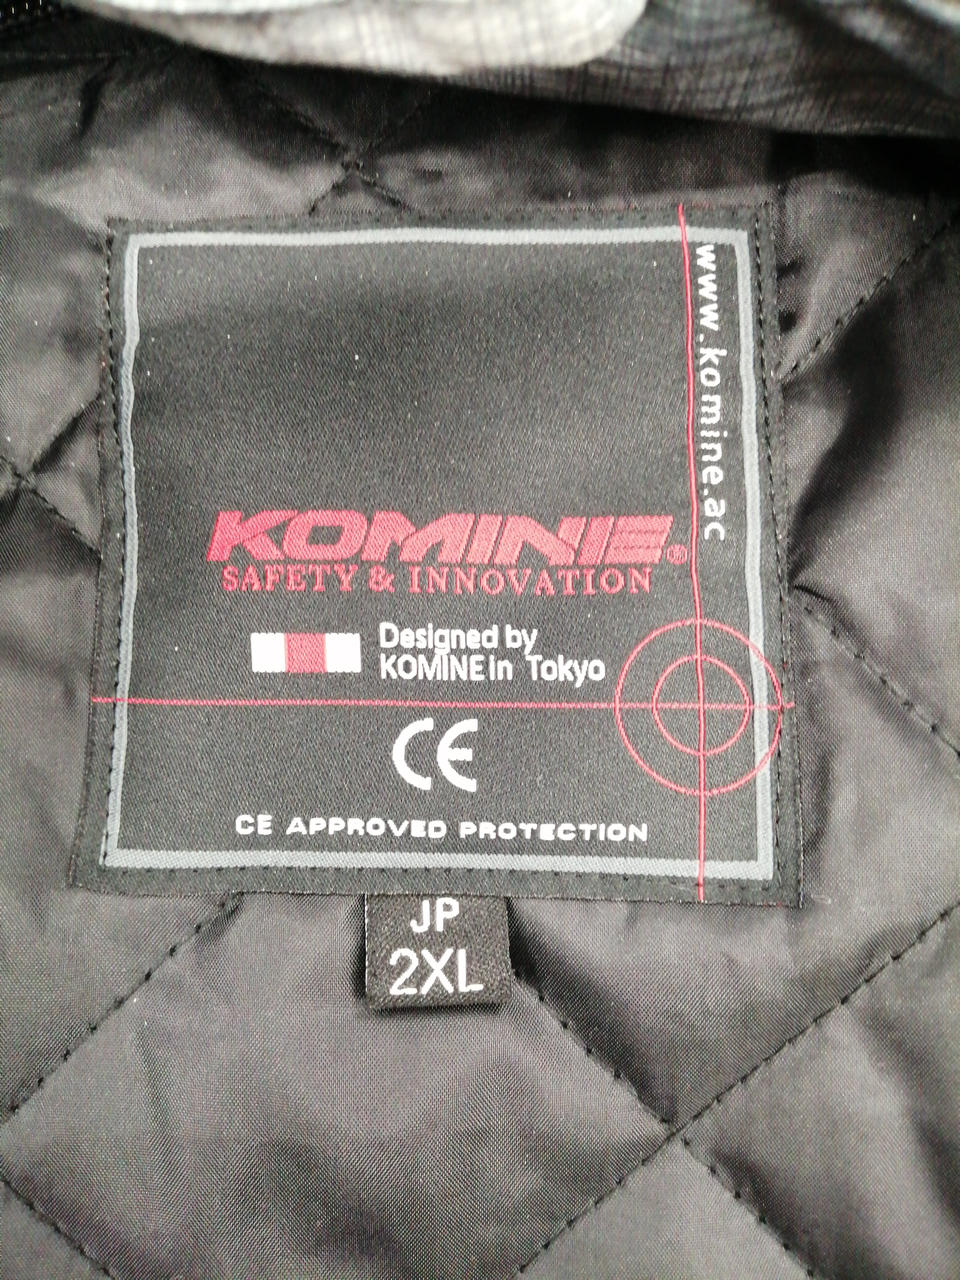 www.komine.ac
KOMINE®
SAFETY & INNOVATION
Designed by
KOMINE in Tokyo
CE
CE APPROVED PROTECTION
JP
2XL